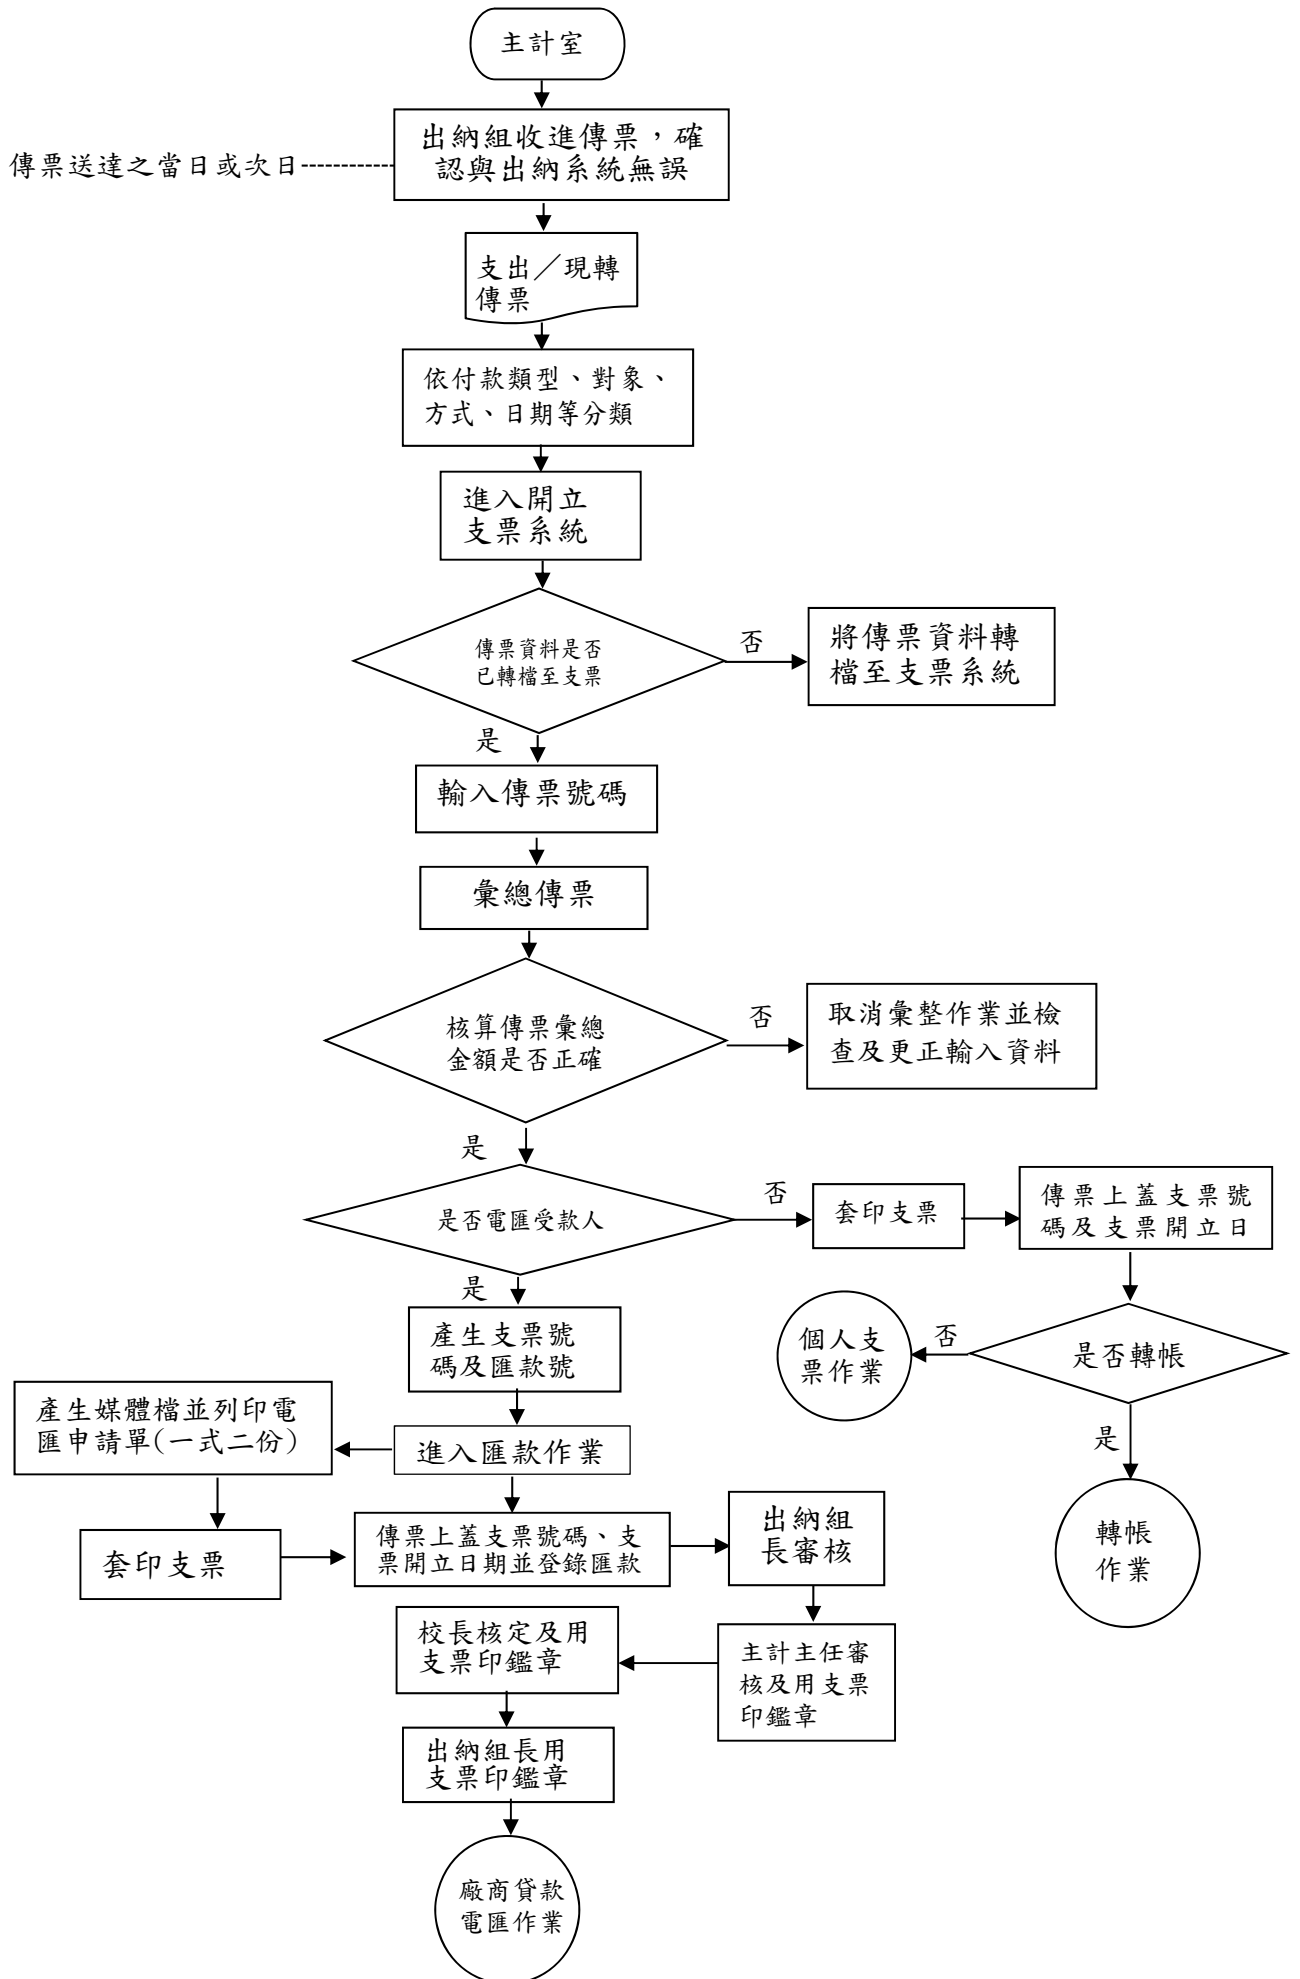 主計室
出納組收進傳票，確
認與出納系統無誤
傳票送達之當日或次日
支出／現轉
傳票
依付款類型、對象、
方式、日期等分類
進入開立
支票系統
傳票資料是否
已轉檔至支票
否
將傳票資料轉
檔至支票系統
是
輸入傳票號碼
彙總傳票
核算傳票彙總
金額是否正確
否
取消彙整作業並檢
查及更正輸入資料
是
是否電匯受款人
否
套印支票
傳票上蓋支票號
碼及支票開立日
是
產生支票號
碼及匯款號
是否轉帳
否
個人支
票作業
是
轉帳
作業
進入匯款作業
產生媒體檔並列印電
匯申請單(一式二份)
套印支票
傳票上蓋支票號碼、支
票開立日期並登錄匯款
出納組
長審核
主計主任審
核及用支票
印鑑章
校長核定及用
支票印鑑章
出納組長用
支票印鑑章
廠商貸款
電匯作業